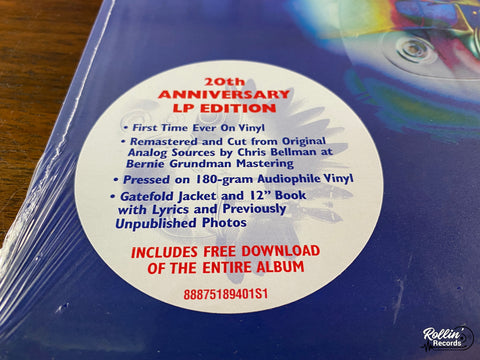 20th
ANNIVERSARY
LP EDITION
• First Time Ever On Vinyl
• Remastered and Cut from Original
Analog Sources by Chris Bellman at
Bernie Grundman Mastering
• Pressed on 180-gram Audiophile Vinyl
• Gatefold Jacket and 12” Book
with Lyrics and Previously
Unpublished Photos
INCLUDES FREE DOWNLOAD
OF THE ENTIRE ALBUM
88875189401S1
Rollin'
Records